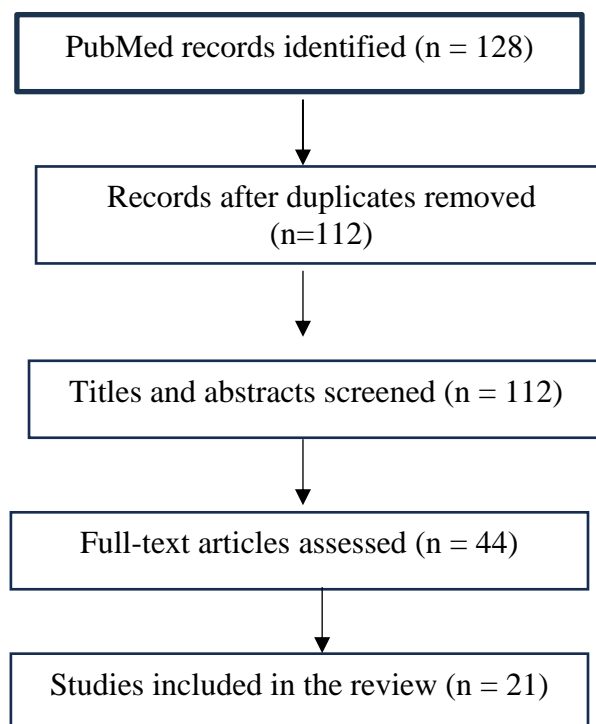 PubMed records identified (n = 128)
Records after duplicates removed
(n=112)
Titles and abstracts screened (n = 112)
Full-text articles assessed (n = 44)
Studies included in the review (n = 21)